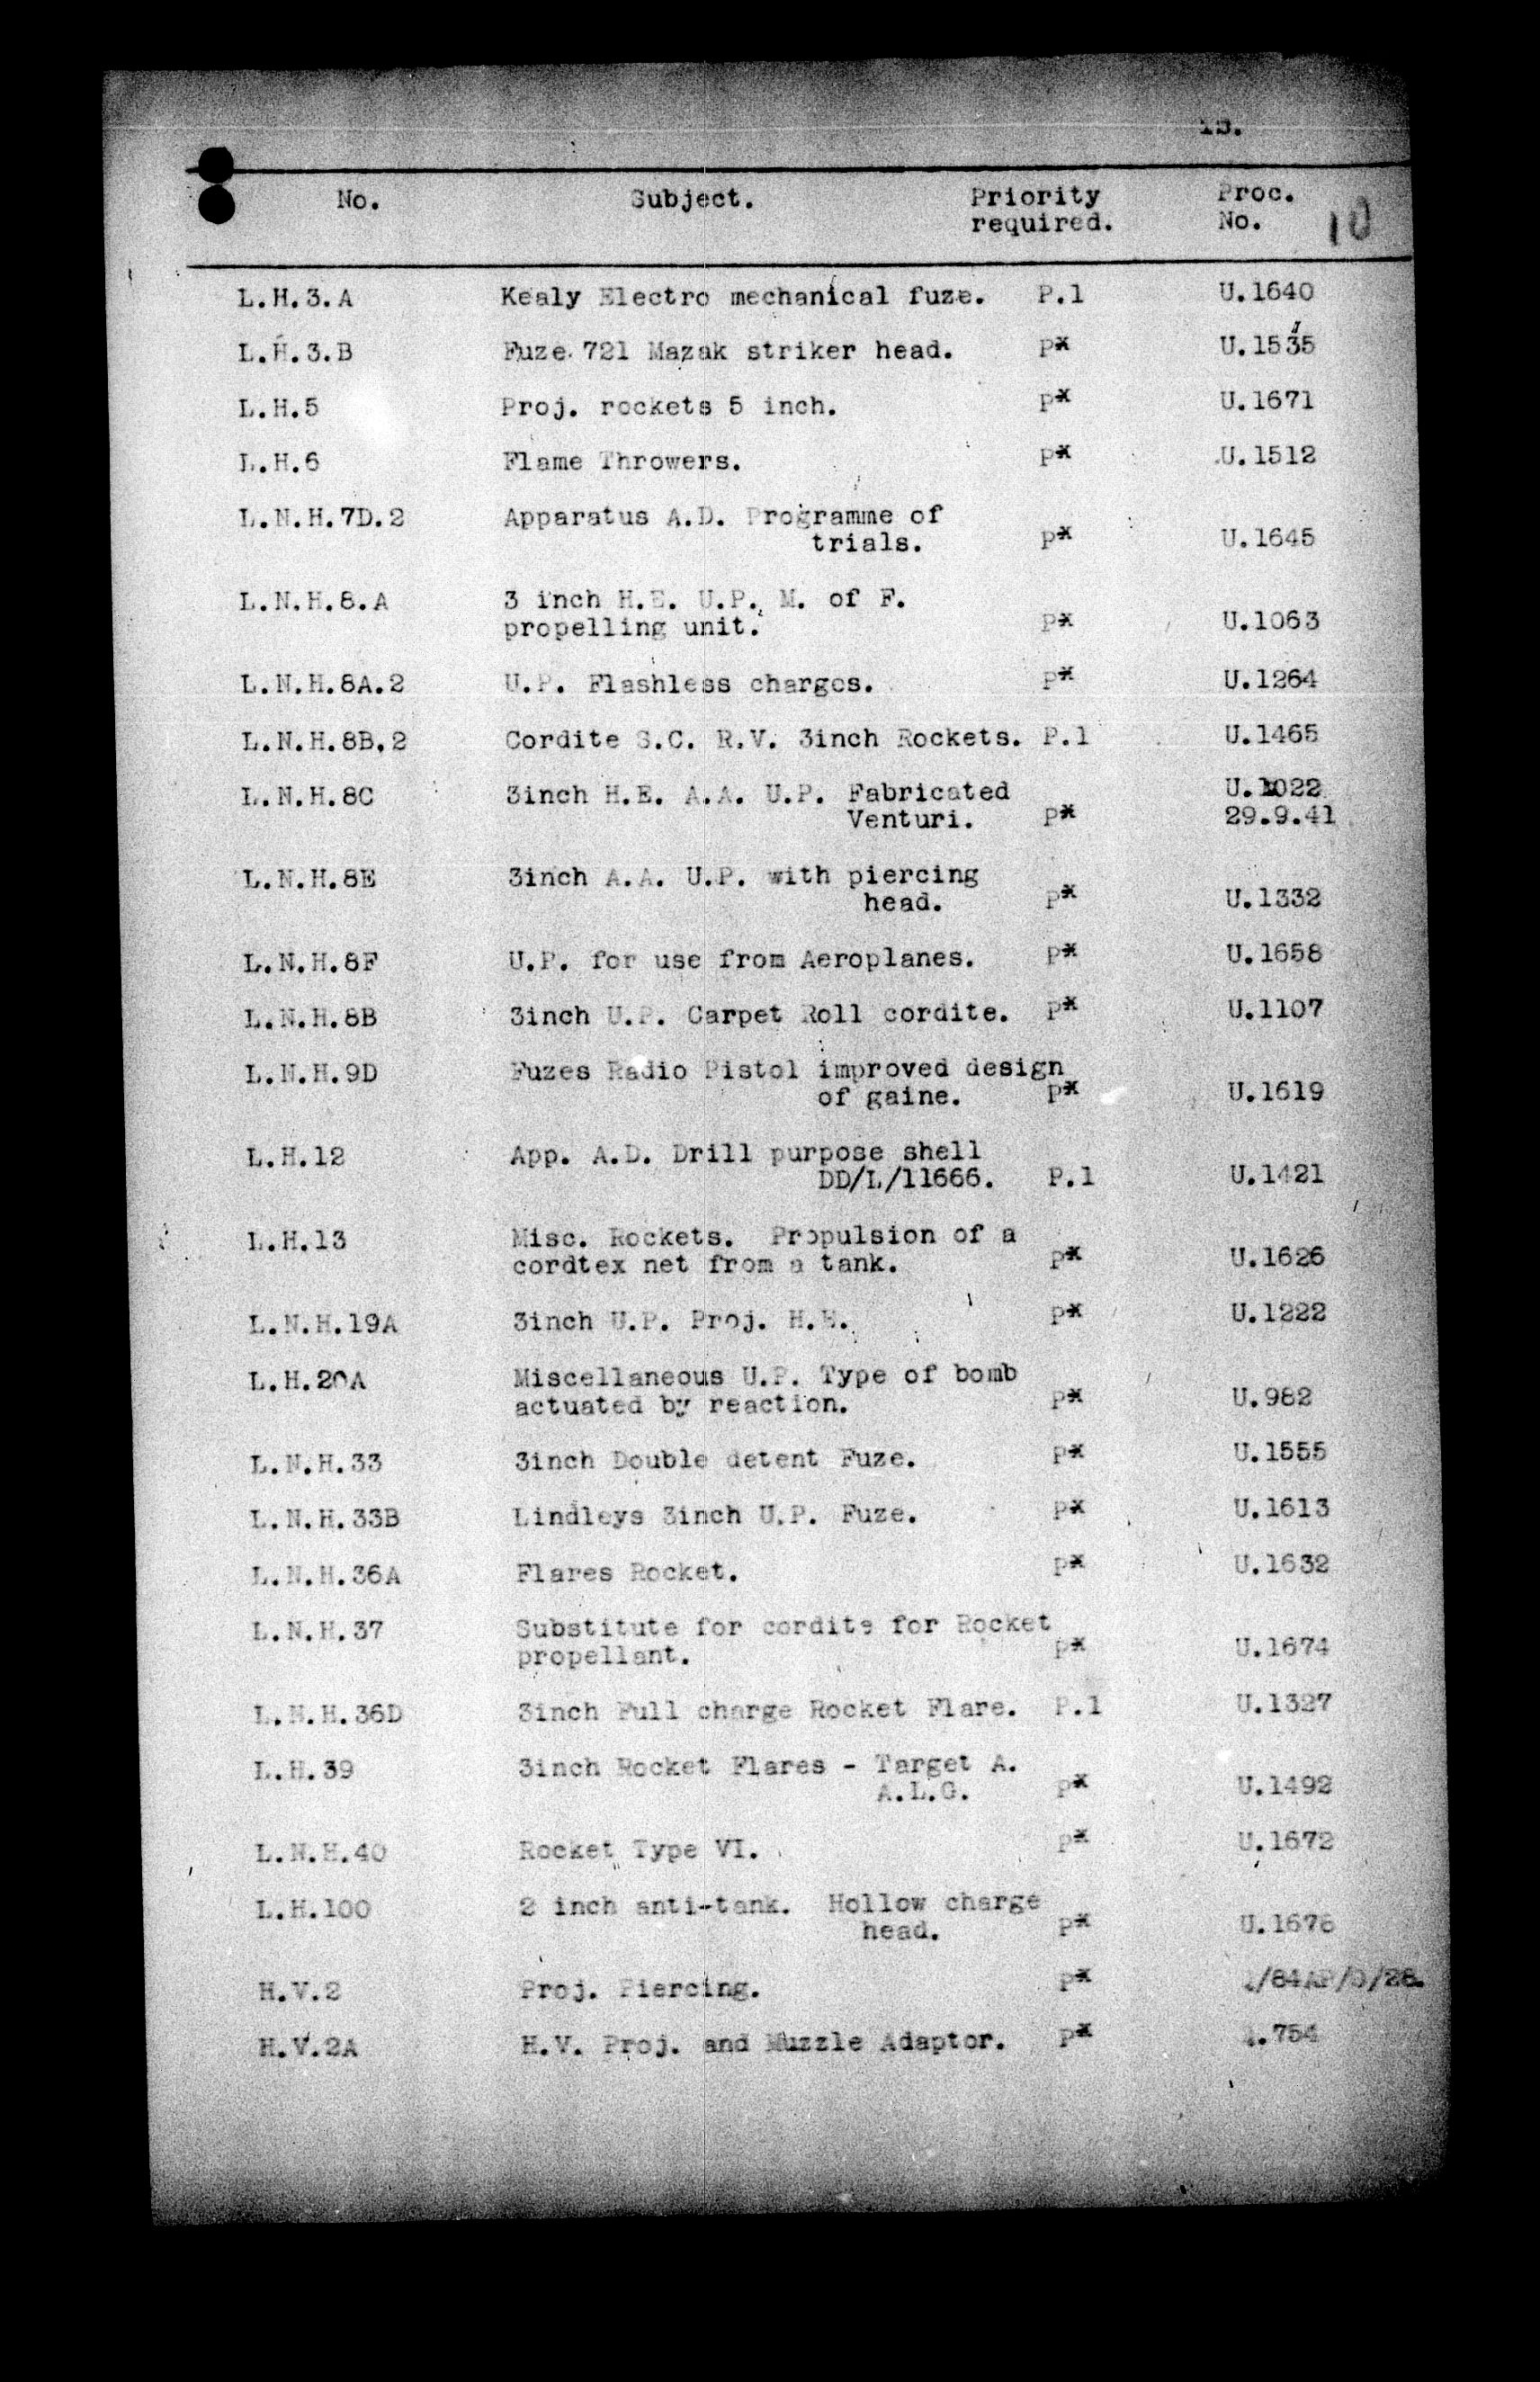 No. Subject. Priority Proc.
required. No. 10
L.H.3.A Kealy Electro mechanical fuze. P.1 U.1640
L.H.3.B Fuze 721 Mazak striker head. P* U.1535
L.H.5 Proj. rockets 5 inch. P* U.1671
L.H.6 Flame Throwers. P* U.1512
L.N.H.7D.2 Apparatus A.D. Programme of
trials. P* U.1645
L.N.H.8.A 3 inch H.E. U.P. M. of F.
propelling unit. P* U.1063
L.N.H.8A.2 U.P. Flashless charges. P* U.1264
L.N.H.8B.2 Cordite S.C. R.V. 3inch Rockets. P.1 U.1465
L.N.H.8C 3inch H.E. A.A. U.P. Fabricated U.1022
Venturi. P* 29.9.41
L.N.H.8E 3inch A.A. U.P. with piercing
head. P* U.1332
L.N.H.8F U.P. for use from Aeroplanes. P* U.1658
L.N.H.8B 3inch U.P. Carpet Roll cordite. P* U.1107
L.N.H.9D Fuzes Radio Pistol improved design
of gaine. P* U.1619
L.H.12 App. A.D. Drill purpose shell
DD/L/11666. P.1 U.1421
L.H.13 Misc. Rockets. Propulsion of a
cordtex net from a tank. P* U.1626
L.N.H.19A 3inch U.P. Proj. H.E. P* U.1222
L.H.20A Miscellaneous U.P. Type of bomb
actuated by reaction. P* U.982
L.N.H.33 3inch Double detent Fuze. P* U.1555
L.N.H.33B Lindleys 3inch U.P. Fuze. P* U.1613
L.N.H.36A Flares Rocket. P* U.1632
L.N.H.37 Substitute for cordite for Rocket
propellant. P* U.1674
L.N.H.36D 3inch Full charge Rocket Flare. P.1 U.1327
L.H.39 3inch Rocket Flares - Target A.
A.L.G. P* U.1492
L.N.H.40 Rocket Type VI. P* U.1672
L.H.100 2 inch anti-tank. Hollow charge
head. P* U.1676
H.V.2 Proj. Piercing. P*
H.V.2A H.V. Proj. and Muzzle Adaptor. P*